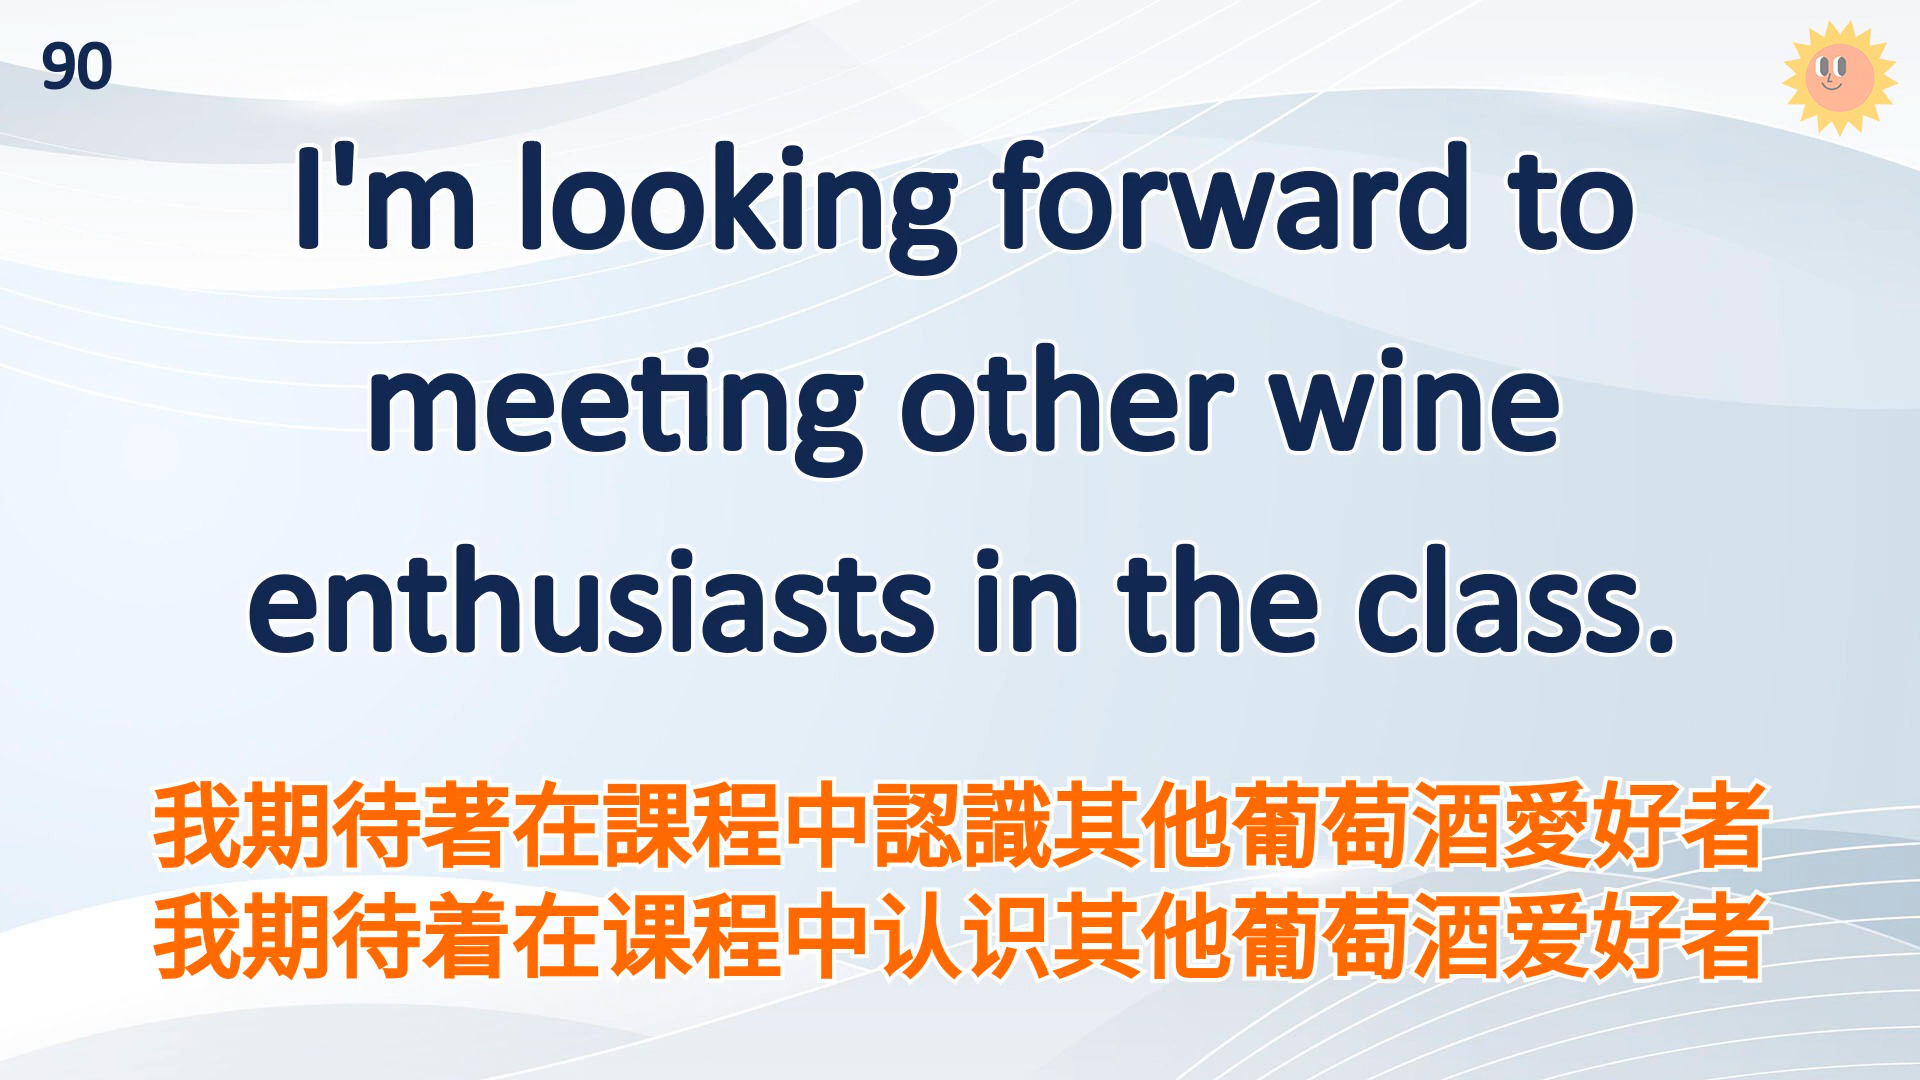 90
I'm looking forward to
meeting other wine
enthusiasts in the class.
我期待著在課程中認識其他葡萄酒愛好者
我期待着在课程中认识其他葡萄酒爱好者